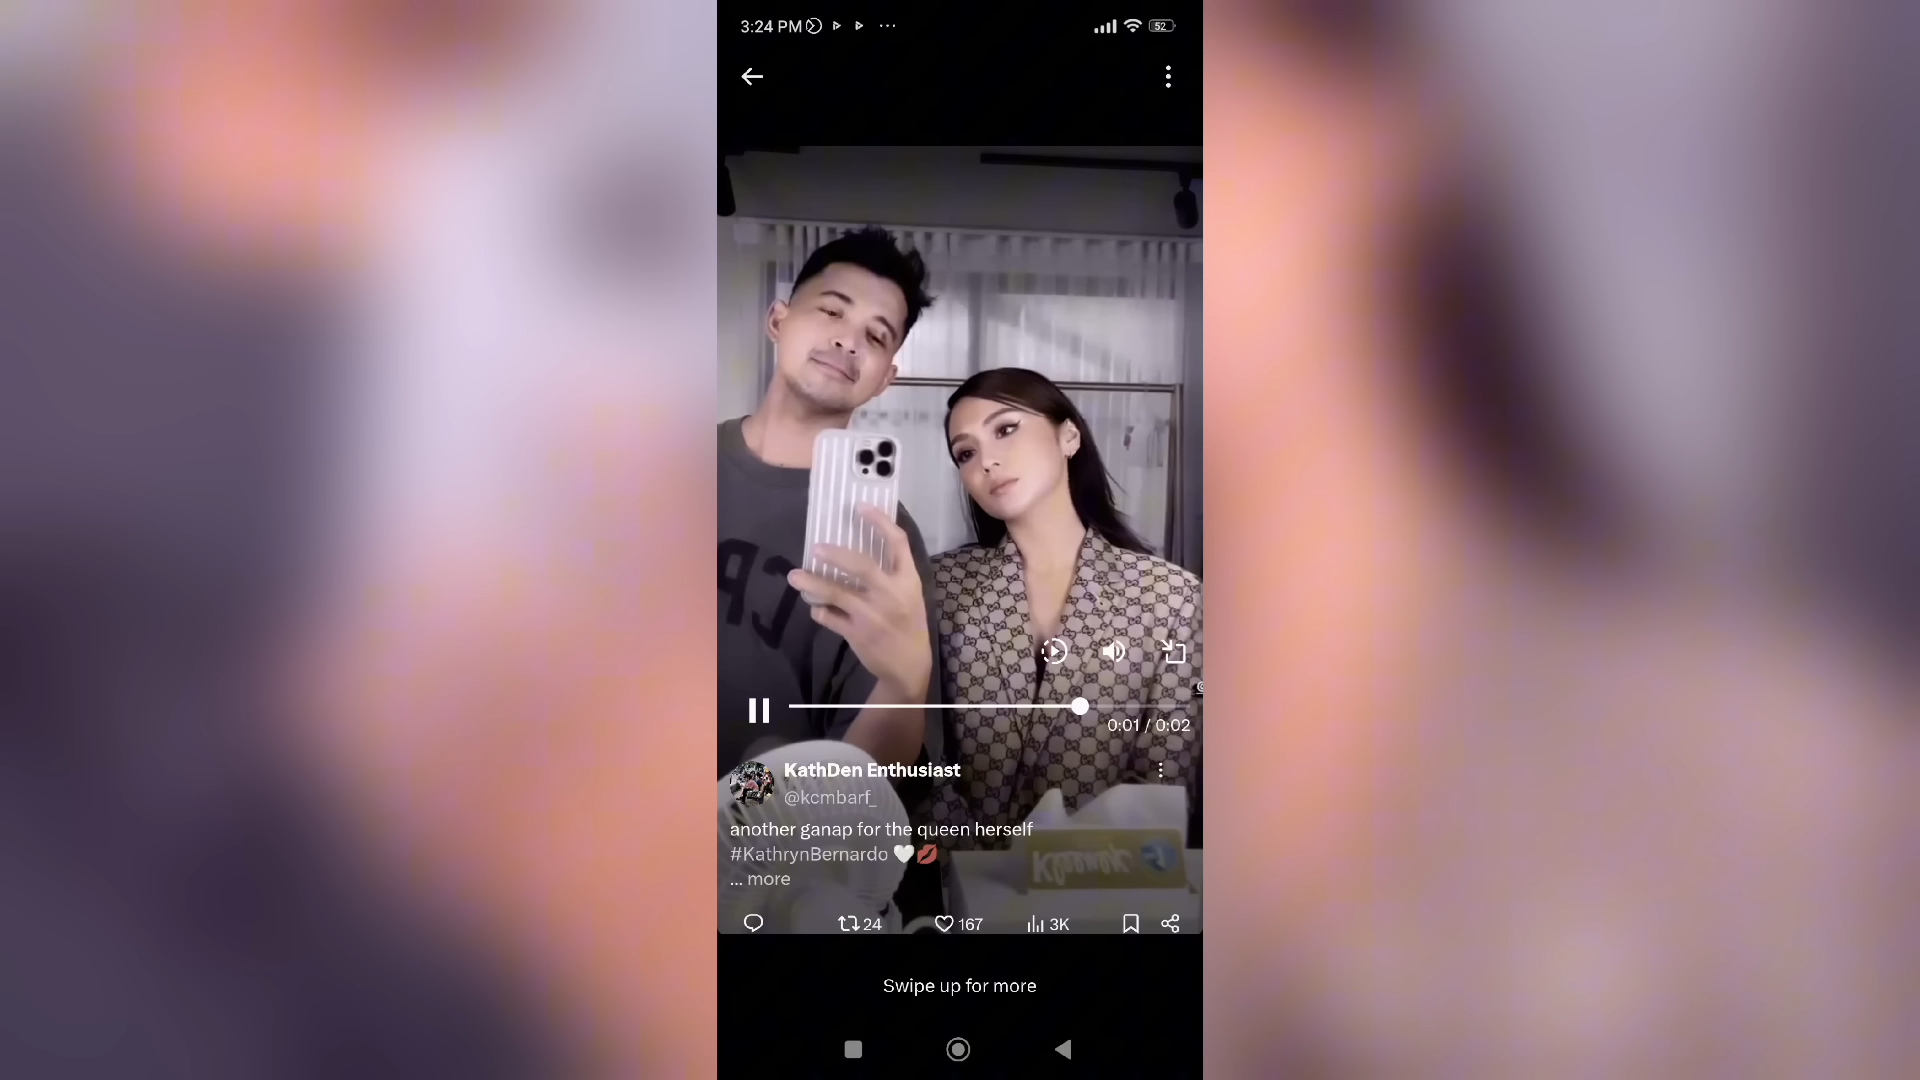 3:24 PM
52
0:01 / 0:02
KathDen Enthusiast
@kcmbarf_
another ganap for the queen herself
#KathrynBernardo 🤍💋
... more
24
167
3K
Swipe up for more